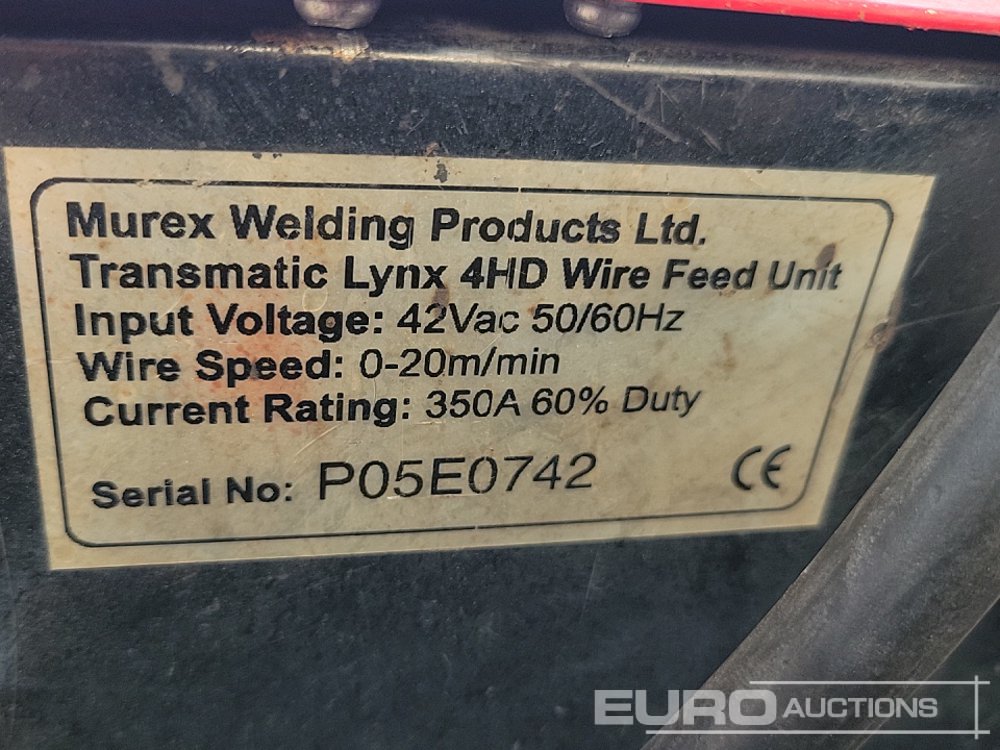 Murex Welding Products Ltd.
Transmatic Lynx 4HD Wire Feed Unit
Input Voltage: 42Vac 50/60Hz
Wire Speed: 0-20m/min
Current Rating: 350A 60% Duty
Serial No: P05E0742 CE
EURO AUCTIONS